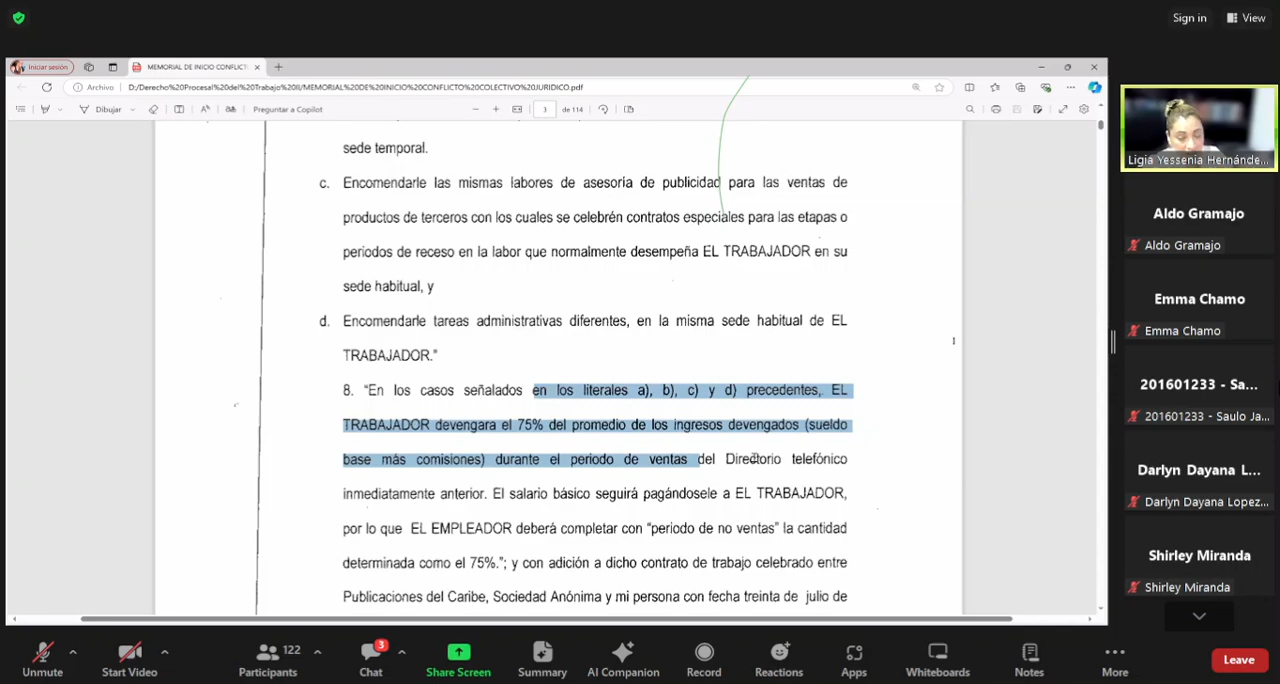 Sign in
View
Iniciar sesión
MEMORIAL DE INICIO CONFLICT
Archivo
D:/Derecho%20Procesal%20del%20Trabajo%20II/MEMORIAL%20DE%20INICIO%20CONFLICTO%20COLECTIVO%20JURIDICO.pdf
Dibujar
Preguntar a Copilot
3
de 114
sede temporal.
c. Encomendarle las mismas labores de asesoría de publicidad para las ventas de
productos de terceros con los cuales se celebrén contratos especiales para las etapas o
periodos de receso en la labor que normalmente desempeña EL TRABAJADOR en su
sede habitual, y
d. Encomendarle tareas administrativas diferentes, en la misma sede habitual de EL
TRABAJADOR."
8. "En los casos señalados en los literales a), b), c) y d) precedentes, EL
TRABAJADOR devengara el 75% del promedio de los ingresos devengados (sueldo
base más comisiones) durante el periodo de ventas del Directorio telefónico
inmediatamente anterior. El salario básico seguirá pagándosele a EL TRABAJADOR,
por lo que EL EMPLEADOR deberá completar con "periodo de no ventas" la cantidad
determinada como el 75%."; y con adición a dicho contrato de trabajo celebrado entre
Publicaciones del Caribe, Sociedad Anónima y mi persona con fecha treinta de julio de
Ligia Yessenia Hernánde...
Aldo Gramajo
Aldo Gramajo
Emma Chamo
Emma Chamo
201601233 - Sa...
201601233 - Saulo Ja...
Darlyn Dayana L...
Darlyn Dayana Lopez...
Shirley Miranda
Shirley Miranda
Unmute
Start Video
122
Participants
3
Chat
Share Screen
Summary
AI Companion
Record
Reactions
Apps
Whiteboards
Notes
More
Leave